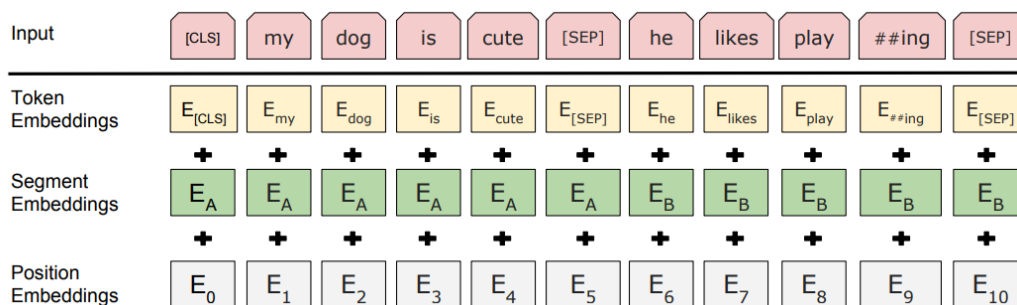 Input [CLS] my dog is cute [SEP] he likes play ##ing [SEP]
Token Embeddings E[CLS] Emy Edog Eis Ecute E[SEP] Ehe Elikes Eplay E##ing E[SEP]
+ + + + + + + + + + +
Segment Embeddings EA EA EA EA EA EA EB EB EB EB EB
+ + + + + + + + + + +
Position Embeddings E0 E1 E2 E3 E4 E5 E6 E7 E8 E9 E10